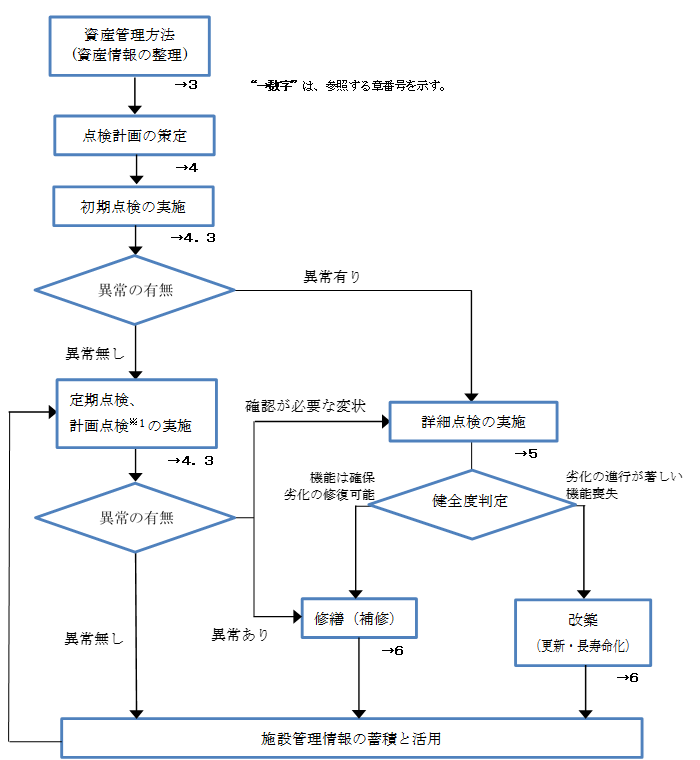 資産管理方法
(資産情報の整理)
→3
“→数字”は、参照する章番号を示す。
点検計画の策定
→4
初期点検の実施
→4.3
異常の有無
異常有り
異常無し
定期点検、
計画点検※1の実施
→4.3
確認が必要な変状
詳細点検の実施
→5
機能は確保
劣化の修復可能
健全度判定
劣化の進行が著しい
機能喪失
異常の有無
異常あり
異常無し
修繕（補修）
→6
改築
(更新・長寿命化)
→6
施設管理情報の蓄積と活用